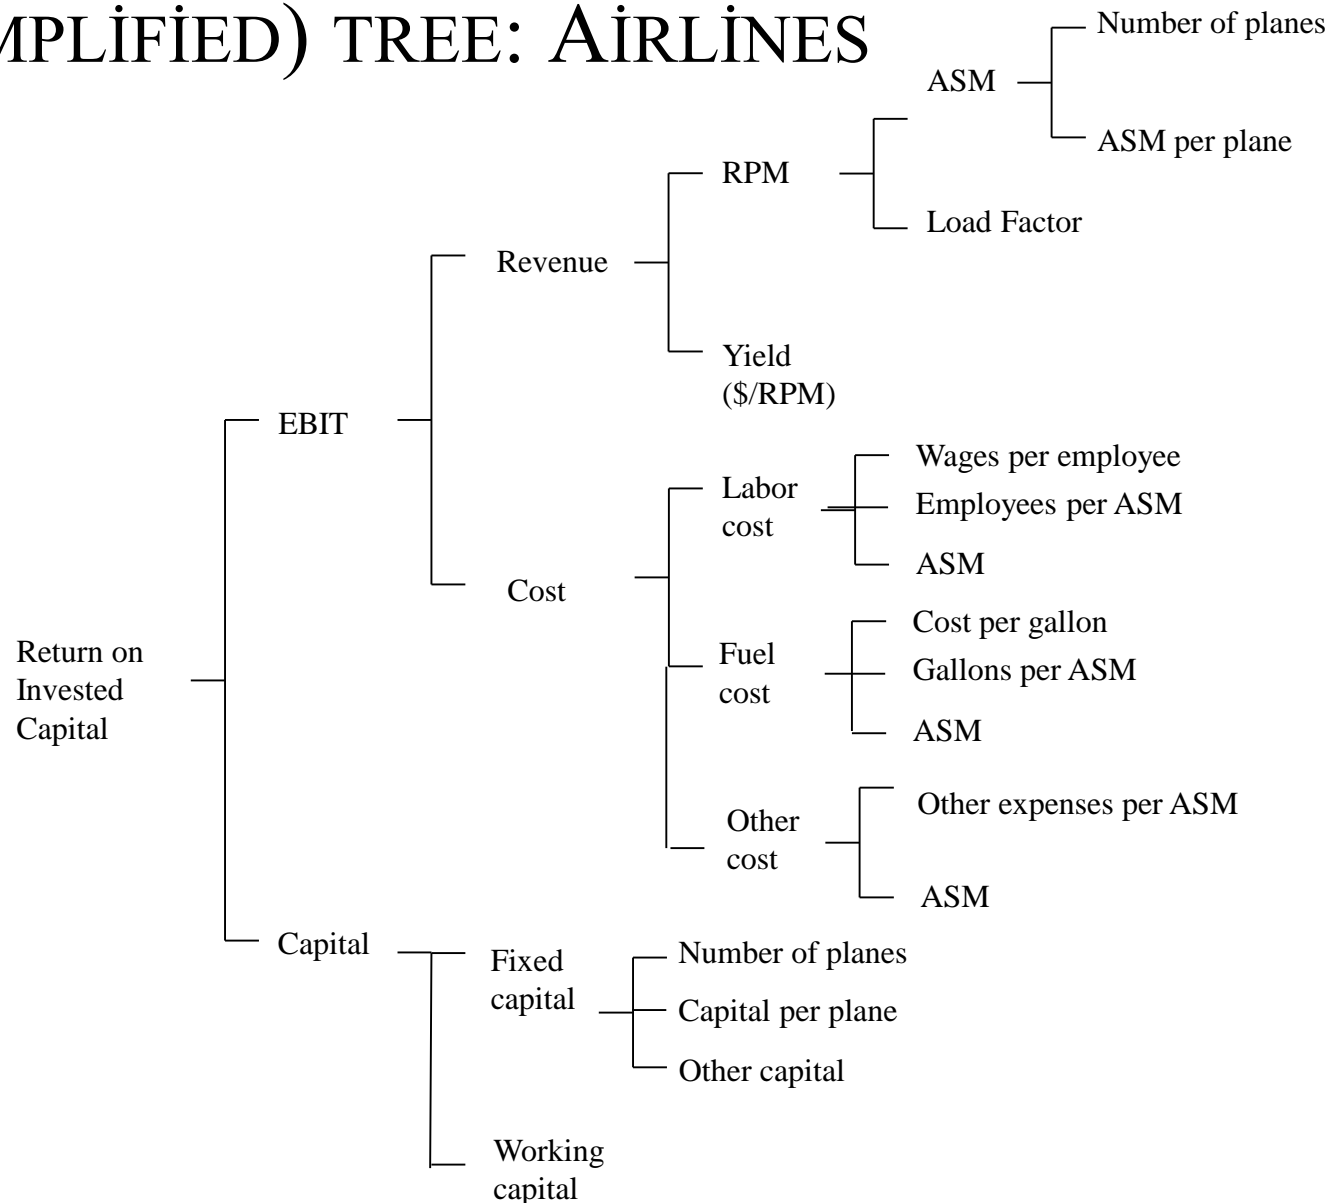 MPLİFİED) TREE: AİRLİNES
Number of planes
ASM
ASM per plane
RPM
Load Factor
Revenue
Yield
($/RPM)
EBIT
Wages per employee
Labor
cost
Employees per ASM
ASM
Cost
Cost per gallon
Fuel
cost
Gallons per ASM
ASM
Return on
Invested
Capital
Other expenses per ASM
Other
cost
ASM
Capital
Fixed
capital
Number of planes
Capital per plane
Other capital
Working
capital